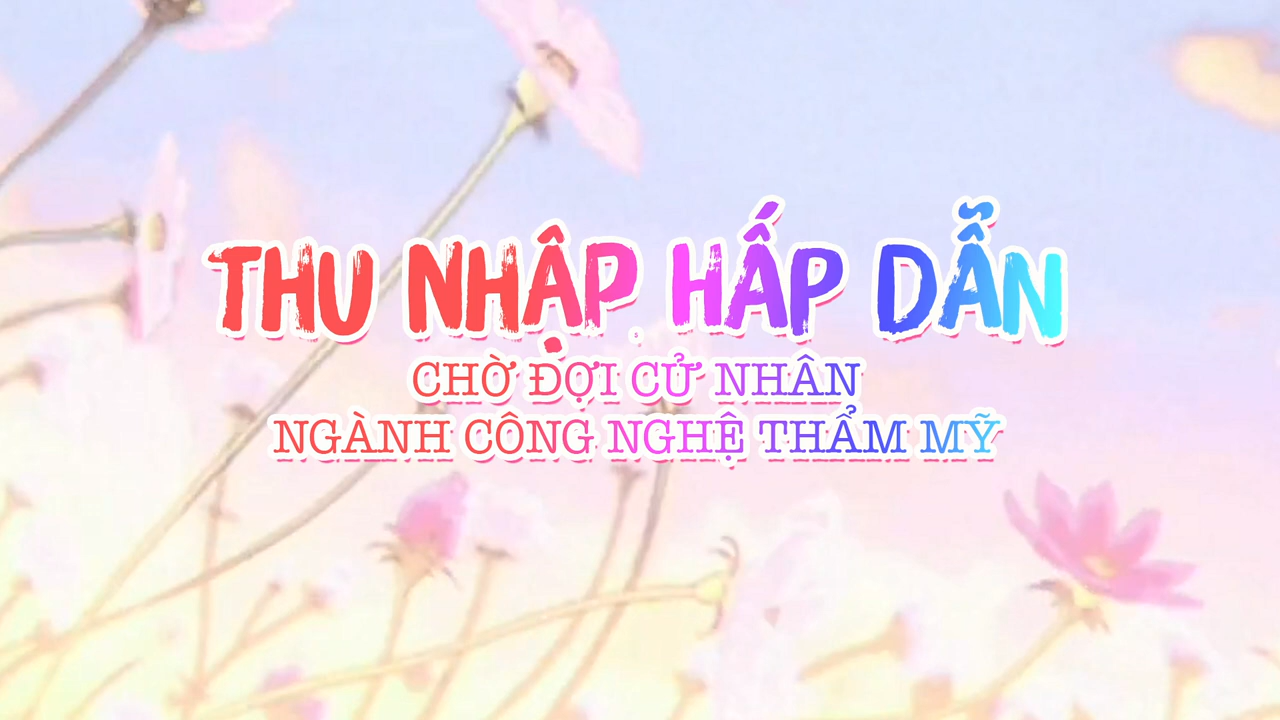 THU NHẬP HẤP DẪN
CHỜ ĐỢI CỬ NHÂN
NGÀNH CÔNG NGHỆ THẨM MỸ